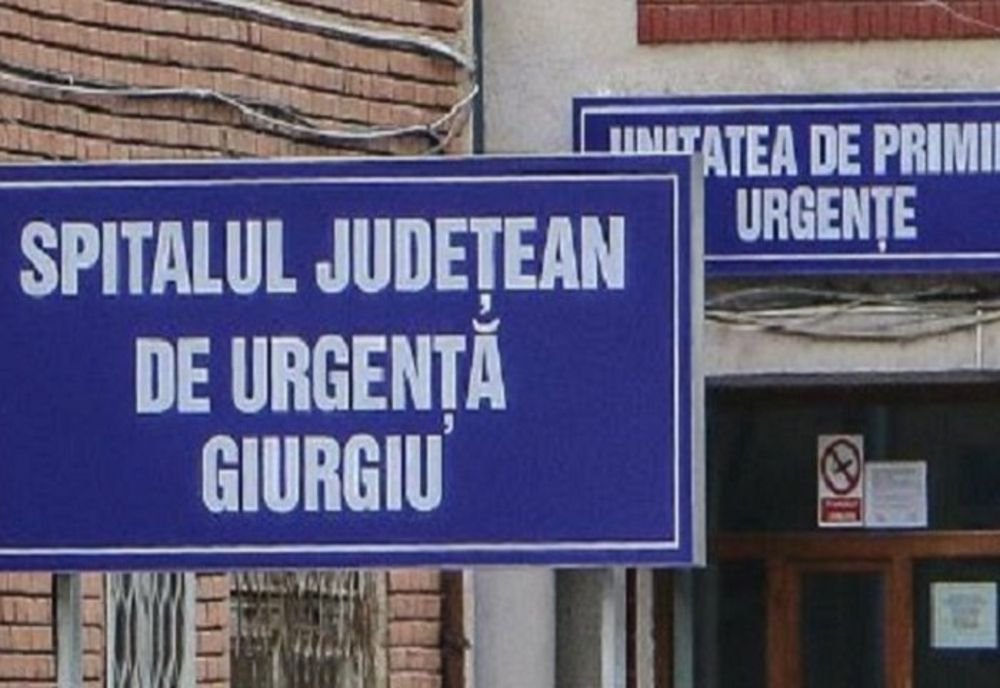 SPITALUL JUDEȚEAN
DE URGENȚĂ
GIURGIU
UNITATEA DE PRIMI
URGENȚE